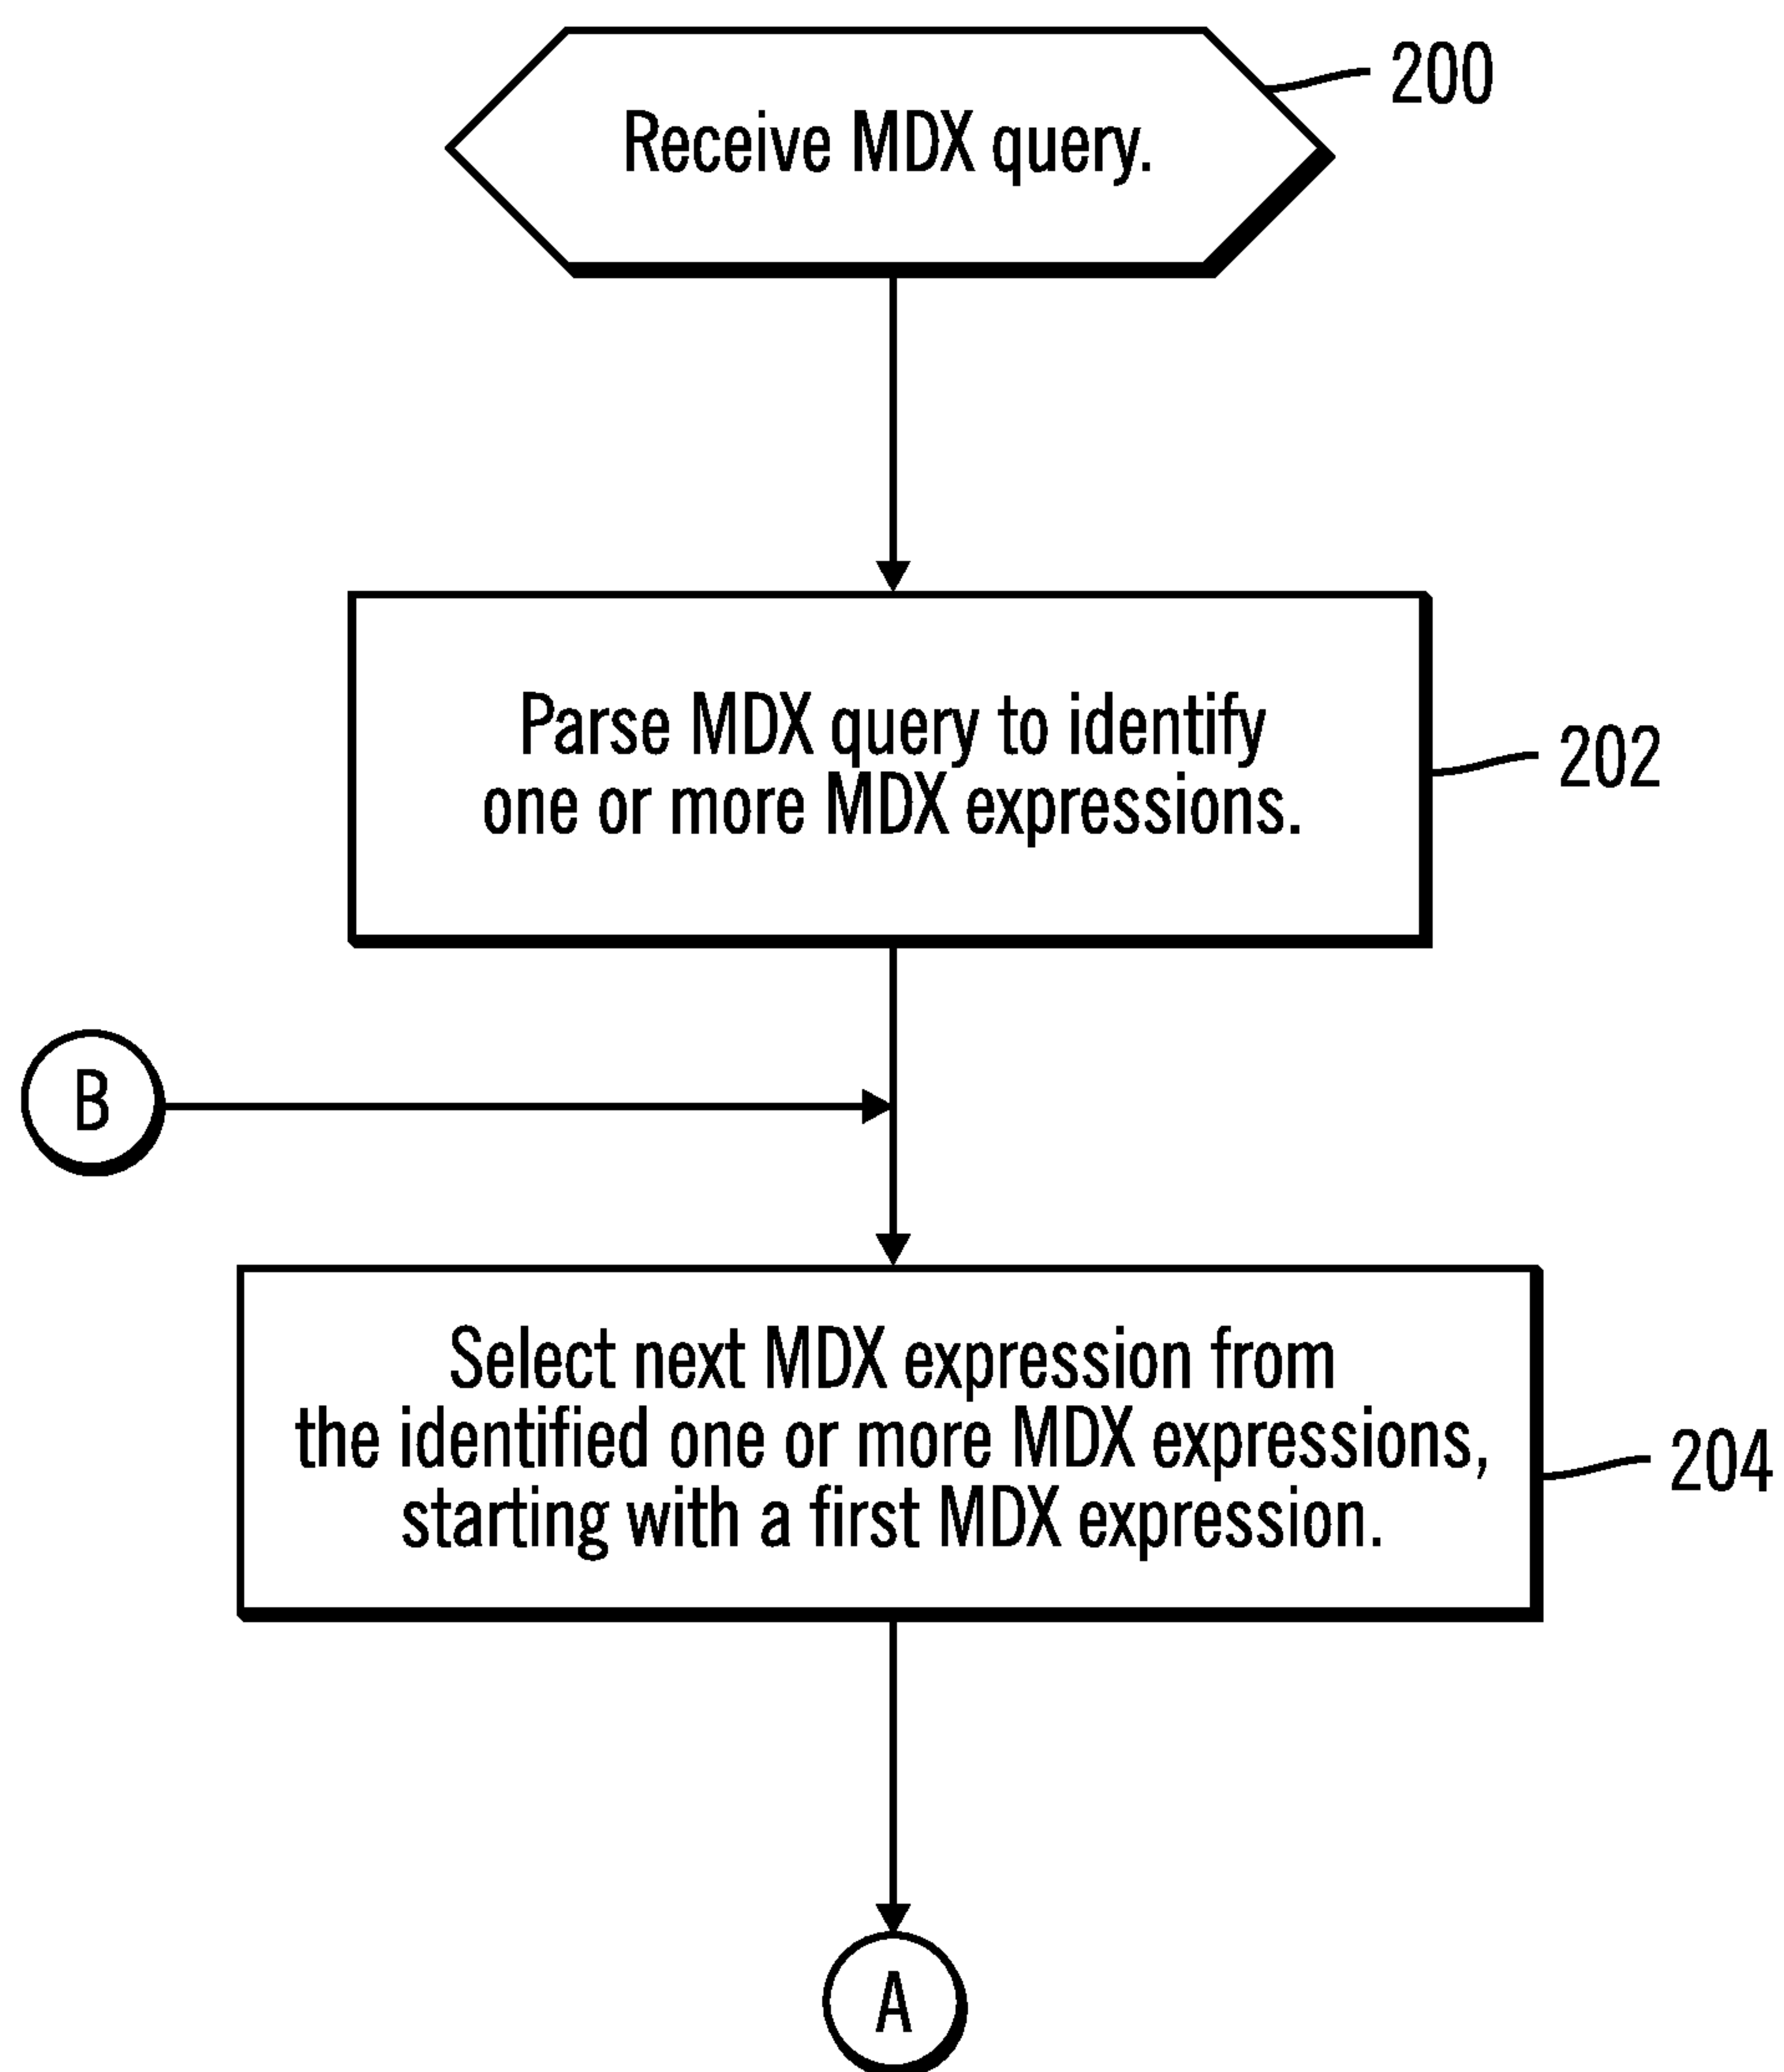 Receive MDX query.
200
Parse MDX query to identify
one or more MDX expressions.
202
B
Select next MDX expression from
the identified one or more MDX expressions,
starting with a first MDX expression.
204
A